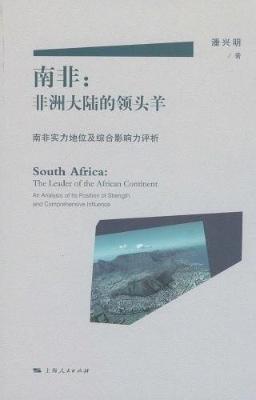 潘兴明
／著
南非：
非洲大陆的领头羊
南非实力地位及综合影响力评析
South Africa:
The Leader of the African Continent
An Analysis of Its Position of Strength
and Comprehensive Influence
上海人民出版社